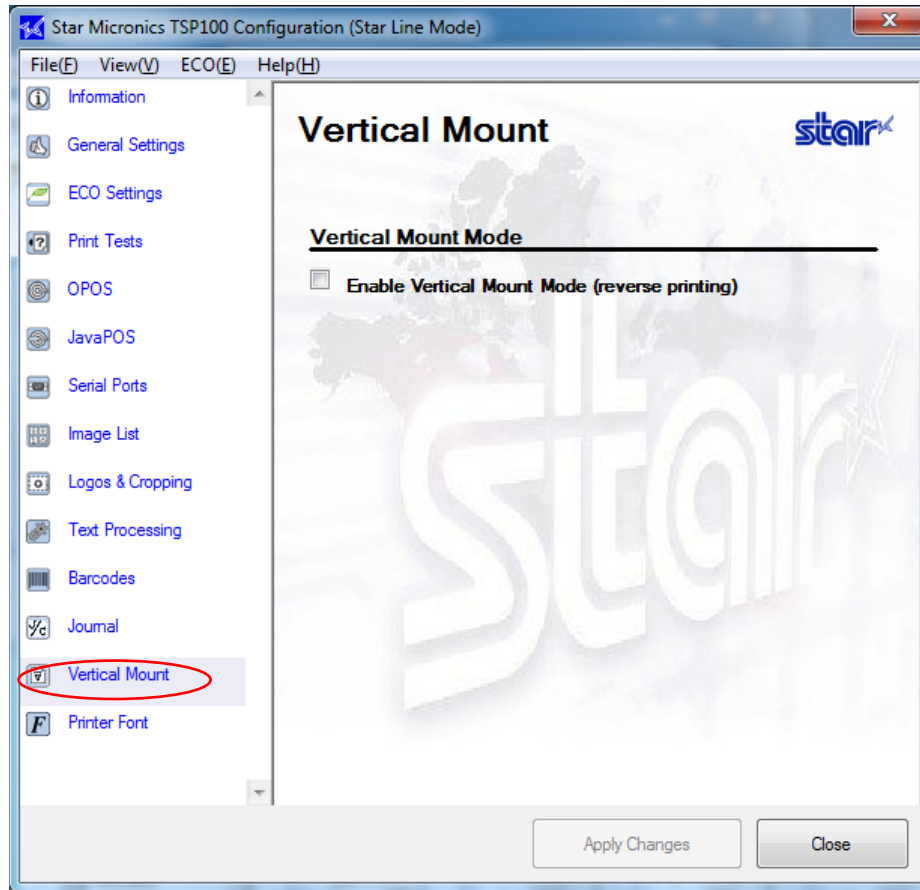 Star Micronics TSP100 Configuration (Star Line Mode)
File(F) View(V) ECO(E) Help(H)
Information
General Settings
ECO Settings
Print Tests
OPOS
JavaPOS
Serial Ports
Image List
Logos & Cropping
Text Processing
Barcodes
Journal
Vertical Mount
Printer Font
Vertical Mount
star
Vertical Mount Mode
Enable Vertical Mount Mode (reverse printing)
star
Apply Changes
Close